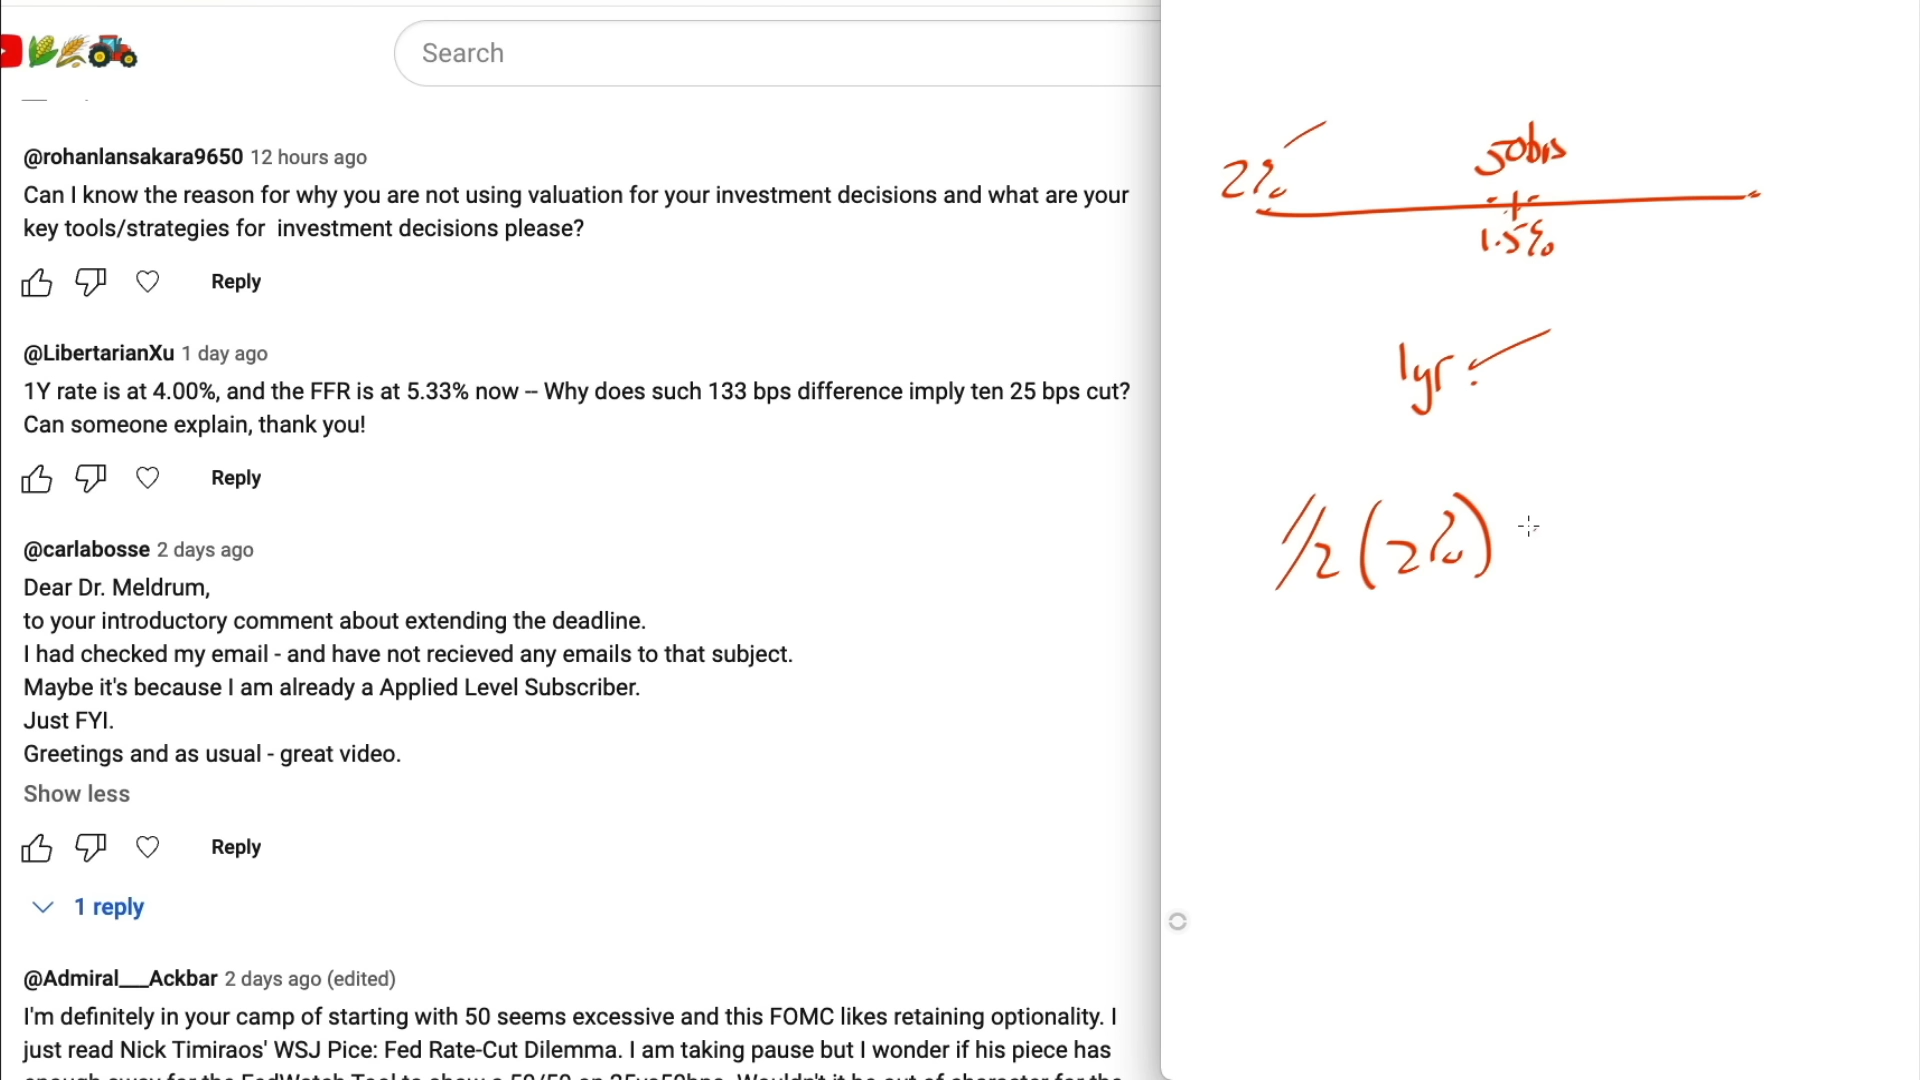 Search
@rohanlansakara9650 12 hours ago
Can I know the reason for why you are not using valuation for your investment decisions and what are your
key tools/strategies for investment decisions please?
Reply
@LibertarianXu 1 day ago
1Y rate is at 4.00%, and the FFR is at 5.33% now -- Why does such 133 bps difference imply ten 25 bps cut?
Can someone explain, thank you!
Reply
@carlabosse 2 days ago
Dear Dr. Meldrum,
to your introductory comment about extending the deadline.
I had checked my email - and have not recieved any emails to that subject.
Maybe it's because I am already a Applied Level Subscriber.
Just FYI.
Greetings and as usual - great video.
Show less
Reply
1 reply
@Admiral___Ackbar 2 days ago (edited)
I'm definitely in your camp of starting with 50 seems excessive and this FOMC likes retaining optionality. I
just read Nick Timiraos' WSJ Pice: Fed Rate-Cut Dilemma. I am taking pause but I wonder if his piece has
2%
50bps
1.5%
1yr
1/2 (2%)